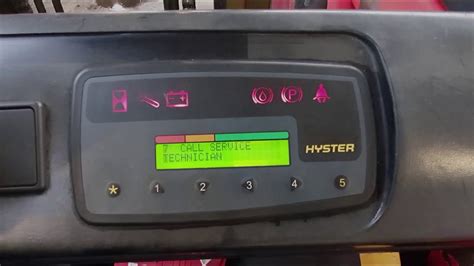 ? CALL SERVICE
TECHNICIAN
HYSTER
* 1 2 3 4 5